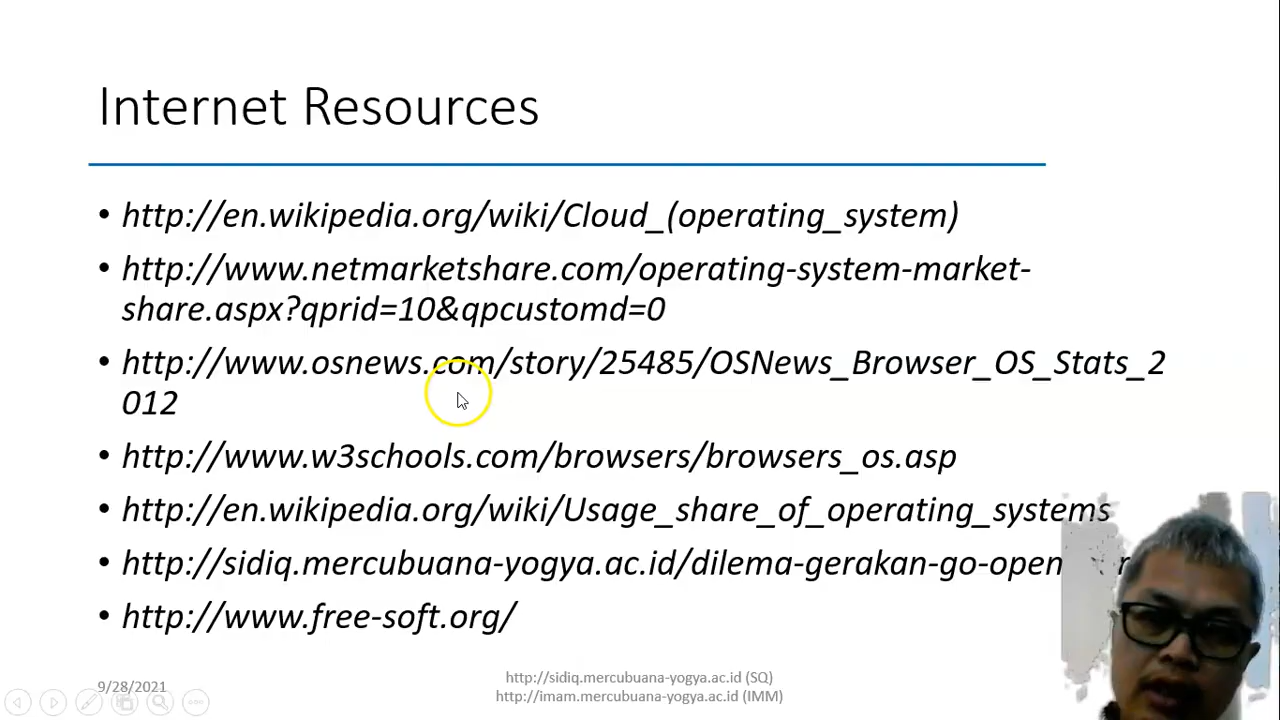 Internet Resources
• http://en.wikipedia.org/wiki/Cloud_(operating_system)
• http://www.netmarketshare.com/operating-system-market-
share.aspx?qprid=10&qpcustomd=0
• http://www.osnews.com/story/25485/OSNews_Browser_OS_Stats_2
012
• http://www.w3schools.com/browsers/browsers_os.asp
• http://en.wikipedia.org/wiki/Usage_share_of_operating_systems
• http://sidiq.mercubuana-yogya.ac.id/dilema-gerakan-go-open
• http://www.free-soft.org/
9/28/2021
http://sidiq.mercubuana-yogya.ac.id (SQ)
http://imam.mercubuana-yogya.ac.id (IMM)